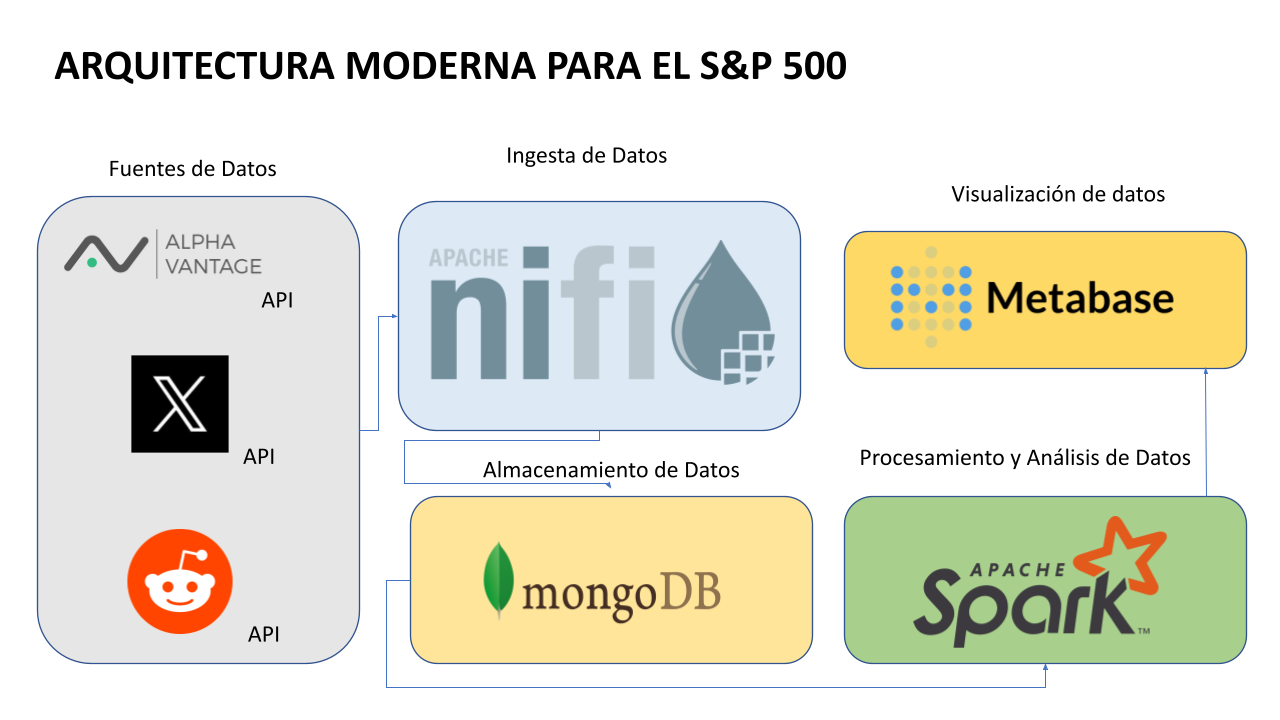 ARQUITECTURA MODERNA PARA EL S&P 500
Fuentes de Datos
ALPHA
VANTAGE
API
API
API
Ingesta de Datos
APACHE
nifi
Almacenamiento de Datos
mongoDB
Visualización de datos
Metabase
Procesamiento y Análisis de Datos
APACHE
Spark™